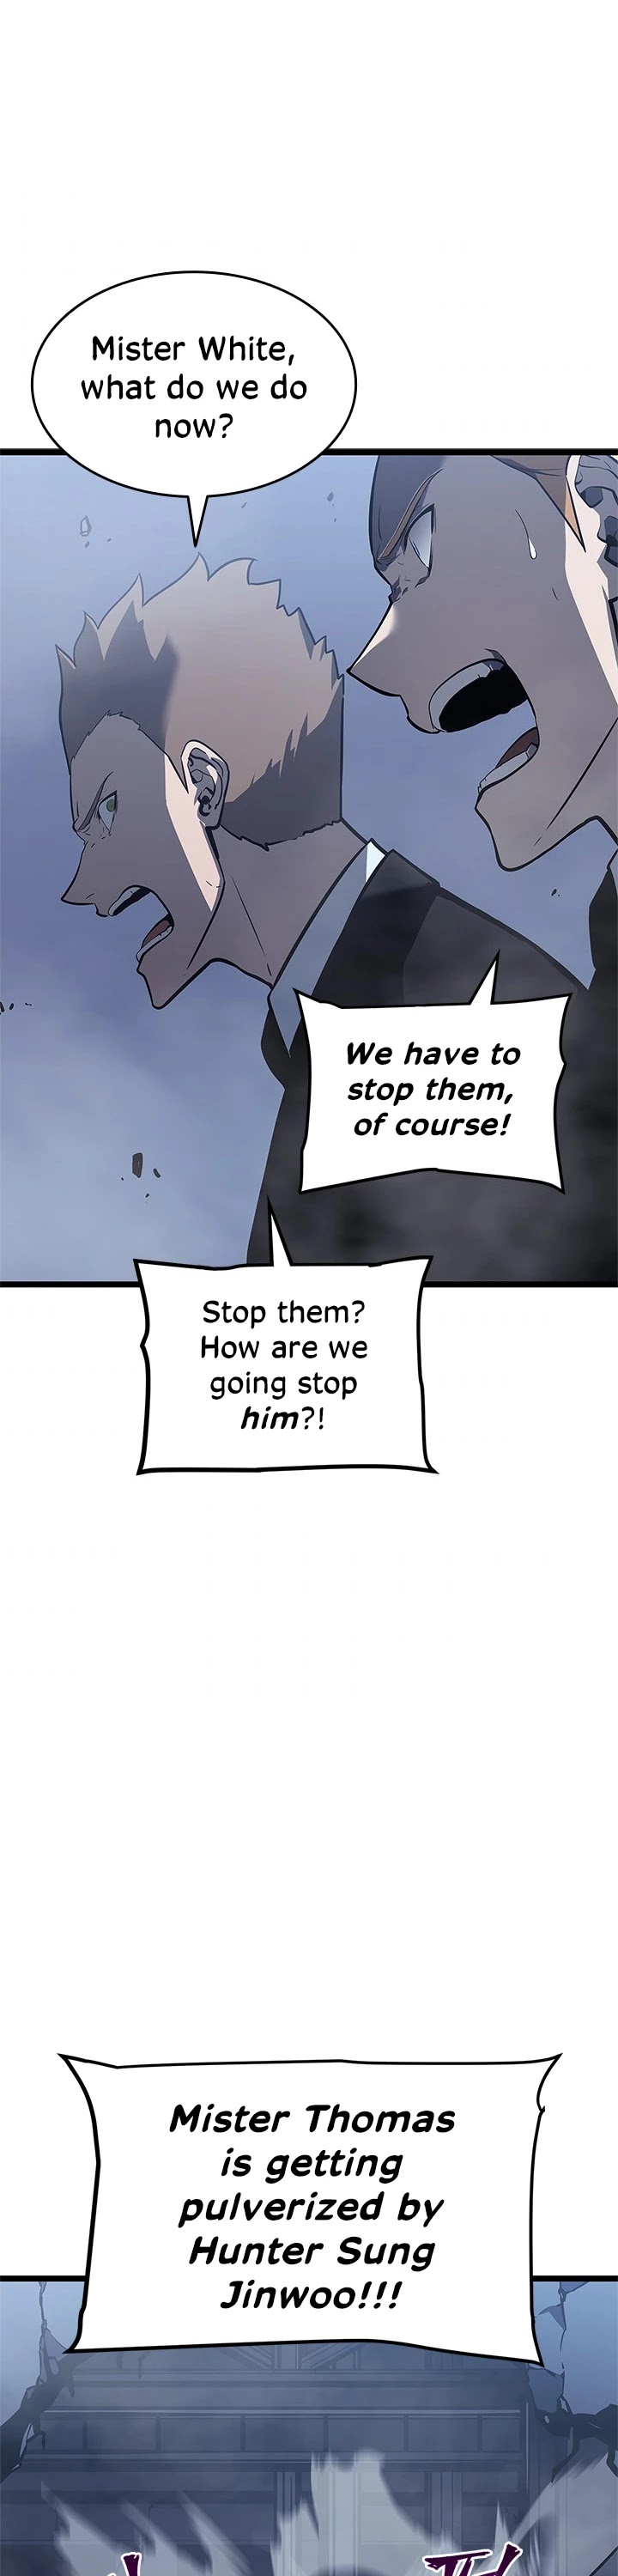 Mister White,
what do we do
now?
We have to
stop them,
of course!
Stop them?
How are we
going stop
him?!
Mister Thomas
is getting
pulverized by
Hunter Sung
Jinwoo!!!